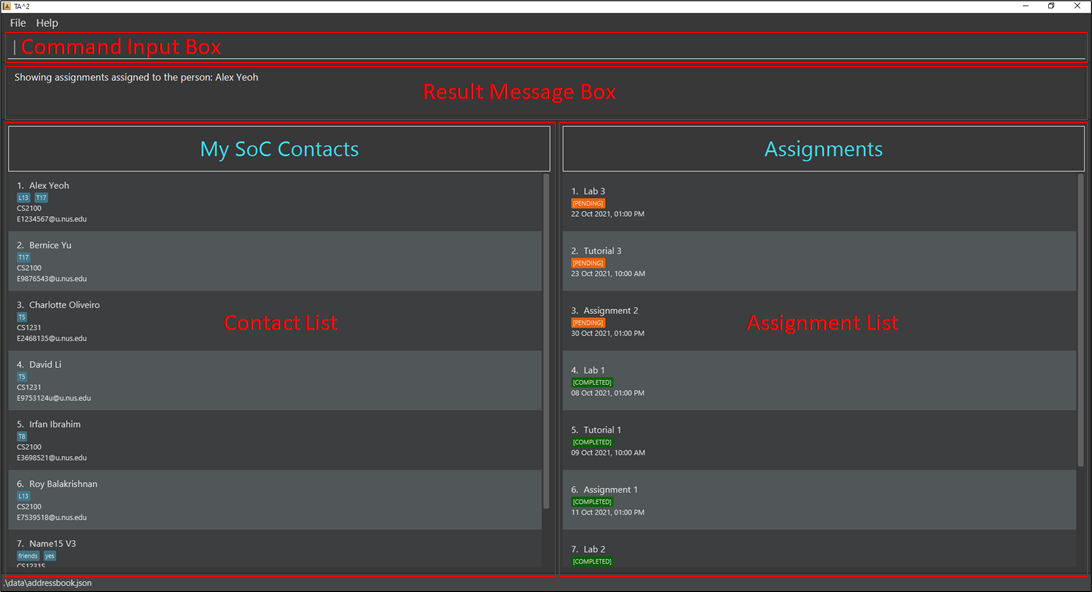 TA^2
File Help
Command Input Box
Showing assignments assigned to the person: Alex Yeoh
Result Message Box
My SoC Contacts
1. Alex Yeoh
L13 T17
CS2100
E1234567@u.nus.edu
2. Bernice Yu
T17
CS2100
E9876543@u.nus.edu
3. Charlotte Oliveiro
T5
CS1231
E2468135@u.nus.edu
Contact List
4. David Li
T5
CS1231
E9753124u@u.nus.edu
5. Irfan Ibrahim
T8
CS2100
E3698521@u.nus.edu
6. Roy Balakrishnan
L13
CS2100
E7539518@u.nus.edu
7. Name15 V3
friends yes
CS1231S
Assignments
1. Lab 3
[PENDING]
22 Oct 2021, 01:00 PM
2. Tutorial 3
[PENDING]
23 Oct 2021, 10:00 AM
3. Assignment 2
[PENDING]
30 Oct 2021, 01:00 PM
Assignment List
4. Lab 1
[COMPLETED]
08 Oct 2021, 01:00 PM
5. Tutorial 1
[COMPLETED]
09 Oct 2021, 10:00 AM
6. Assignment 1
[COMPLETED]
11 Oct 2021, 01:00 PM
7. Lab 2
[COMPLETED]
.\data\addressbook.json